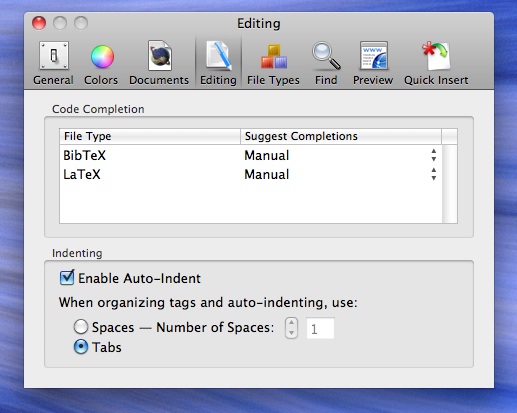 Editing
General Colors Documents Editing File Types Find Preview Quick Insert
Code Completion
File Type Suggest Completions
BibTeX Manual
LaTeX Manual
Indenting
Enable Auto-Indent
When organizing tags and auto-indenting, use:
Spaces — Number of Spaces: 1
Tabs